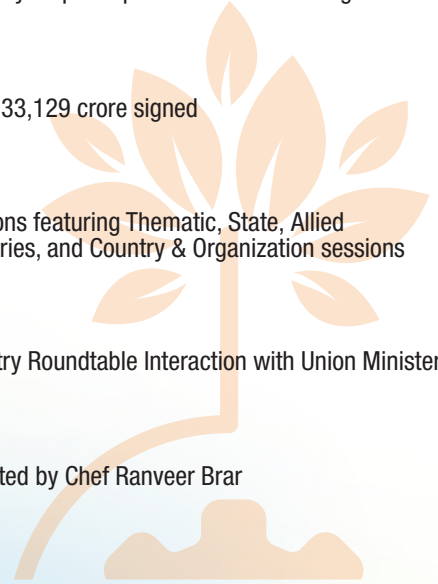 33,129 crore signed
ons featuring Thematic, State, Allied
ries, and Country & Organization sessions
try Roundtable Interaction with Union Minister
ted by Chef Ranveer Brar